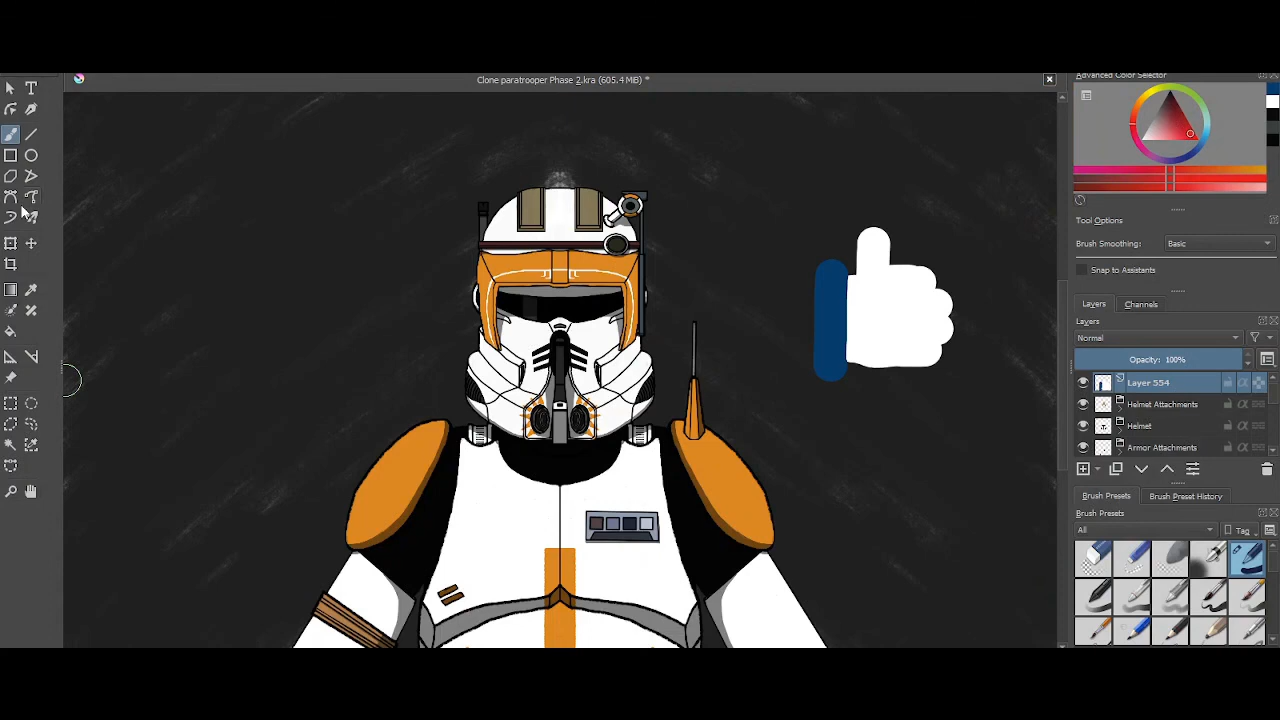 Clone paratrooper Phase 2.kra (605.4 MiB) *
Advanced Color Selector
Tool Options
Brush Smoothing: Basic
Snap to Assistants
Layers Channels
Layers
Normal
Opacity: 100%
Layer 554
Helmet Attachments
Helmet
Armor Attachments
Brush Presets Brush Preset History
Brush Presets
All Tag